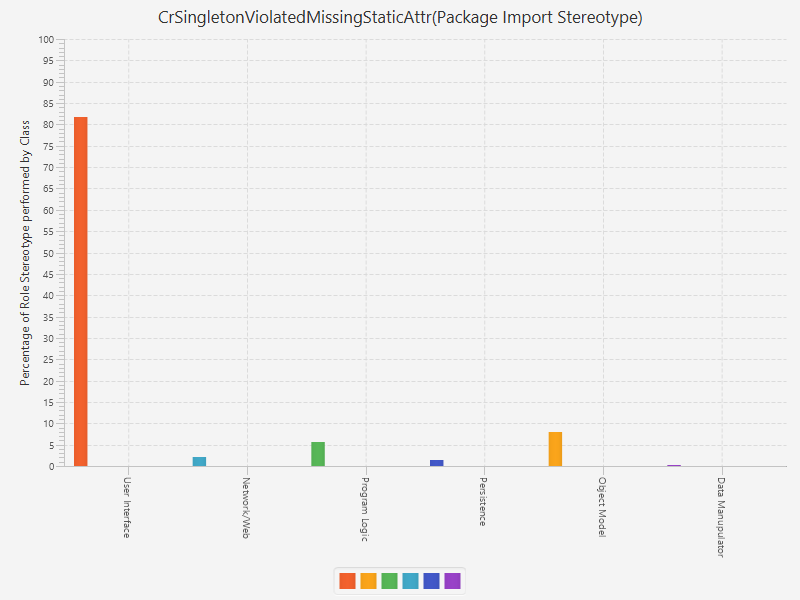 CrSingletonViolatedMissingStaticAttr(Package Import Stereotype)
Percentage of Role Stereotype performed by Class
100
95
90
85
80
75
70
65
60
55
50
45
40
35
30
25
20
15
10
5
0
User Interface
Network/Web
Program Logic
Persistence
Object Model
Data Manupulator